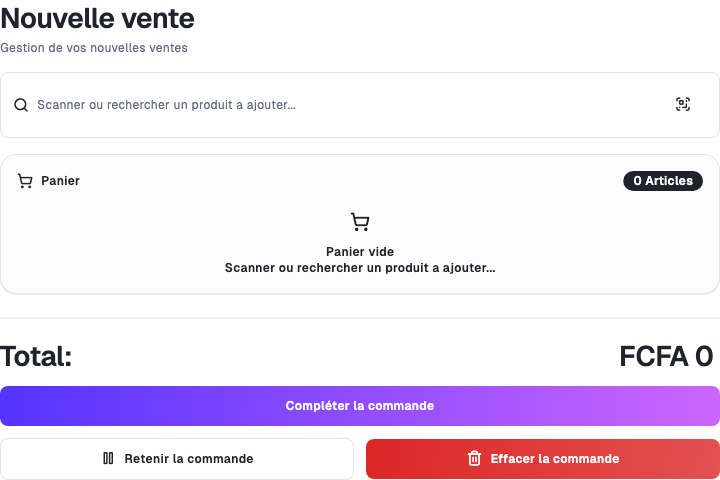 Nouvelle vente
Gestion de vos nouvelles ventes
Scanner ou rechercher un produit a ajouter...
Panier
0 Articles
Panier vide
Scanner ou rechercher un produit a ajouter...
Total:
FCFA 0
Compléter la commande
Retenir la commande
Effacer la commande